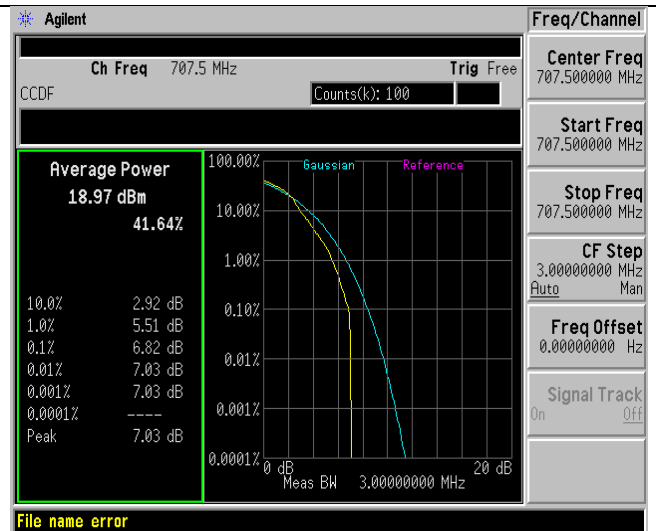 Agilent
Freq/Channel
Ch Freq 707.5 MHz Trig Free
CCDF Counts(k): 100
Average Power
18.97 dBm
41.64%
10.0% 2.92 dB
1.0% 5.51 dB
0.1% 6.82 dB
0.01% 7.03 dB
0.001% 7.03 dB
0.0001% ----
Peak 7.03 dB
Gaussian Reference
100.00%
10.00%
1.00%
0.10%
0.01%
0.001%
0.0001%
0 dB 20 dB
Meas BW 3.00000000 MHz
Center Freq
707.500000 MHz
Start Freq
707.500000 MHz
Stop Freq
707.500000 MHz
CF Step
3.00000000 MHz
Auto Man
Freq Offset
0.00000000 Hz
Signal Track
On Off
File name error